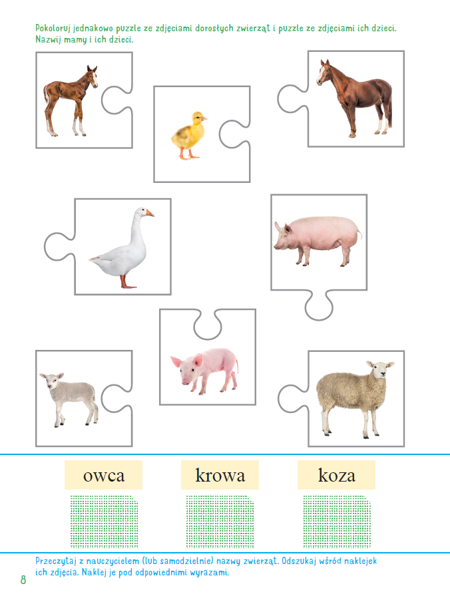 Pokoloruj jednakowo puzzle ze zdjęciami dorosłych zwierząt i puzzle ze zdjęciami ich dzieci.
Nazwij mamy i ich dzieci.
owca krowa koza
Przeczytaj z nauczycielem (lub samodzielnie) nazwy zwierząt. Odszukaj wśród naklejek
ich zdjęcia. Naklej je pod odpowiednimi wyrazami.
8